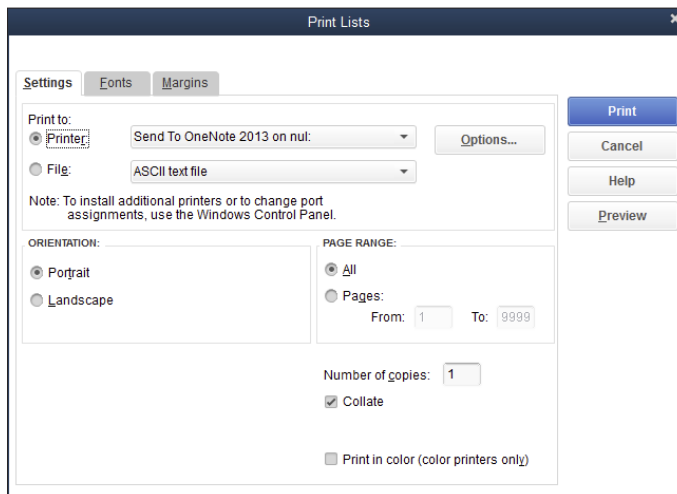 Print Lists
Settings
Fonts
Margins
Print to:
Printer:
Send To OneNote 2013 on nul:
Options...
File:
ASCII text file
Note: To install additional printers or to change port
assignments, use the Windows Control Panel.
Print
Cancel
Help
Preview
ORIENTATION:
Portrait
Landscape
PAGE RANGE:
All
Pages:
From: 1 To: 9999
Number of copies: 1
Collate
Print in color (color printers only)